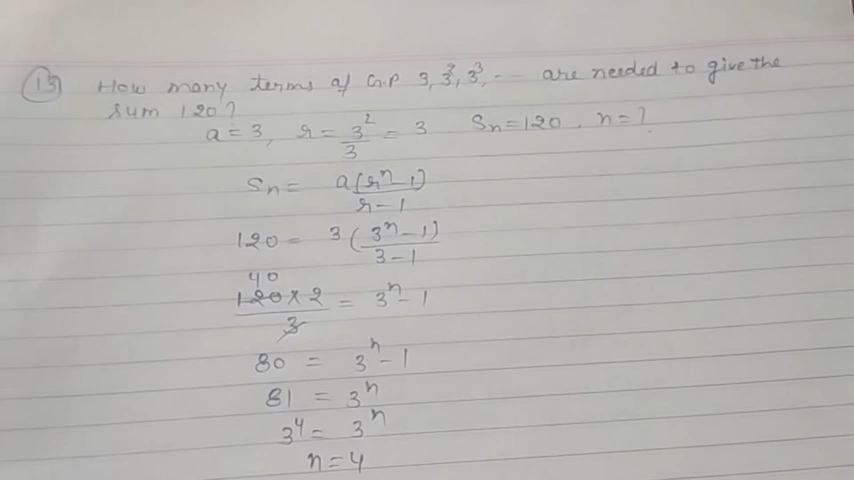 13 How many terms of G.P 3, 3², 3³, --- are needed to give the
sum 120?
a = 3, r = 3²/3 = 3 Sn = 120, n = ?
Sn = a(rⁿ-1)/r-1
120 = 3(3ⁿ-1)/3-1
40
120×2/3 = 3ⁿ-1
80 = 3ⁿ-1
81 = 3ⁿ
3⁴ = 3ⁿ
n = 4